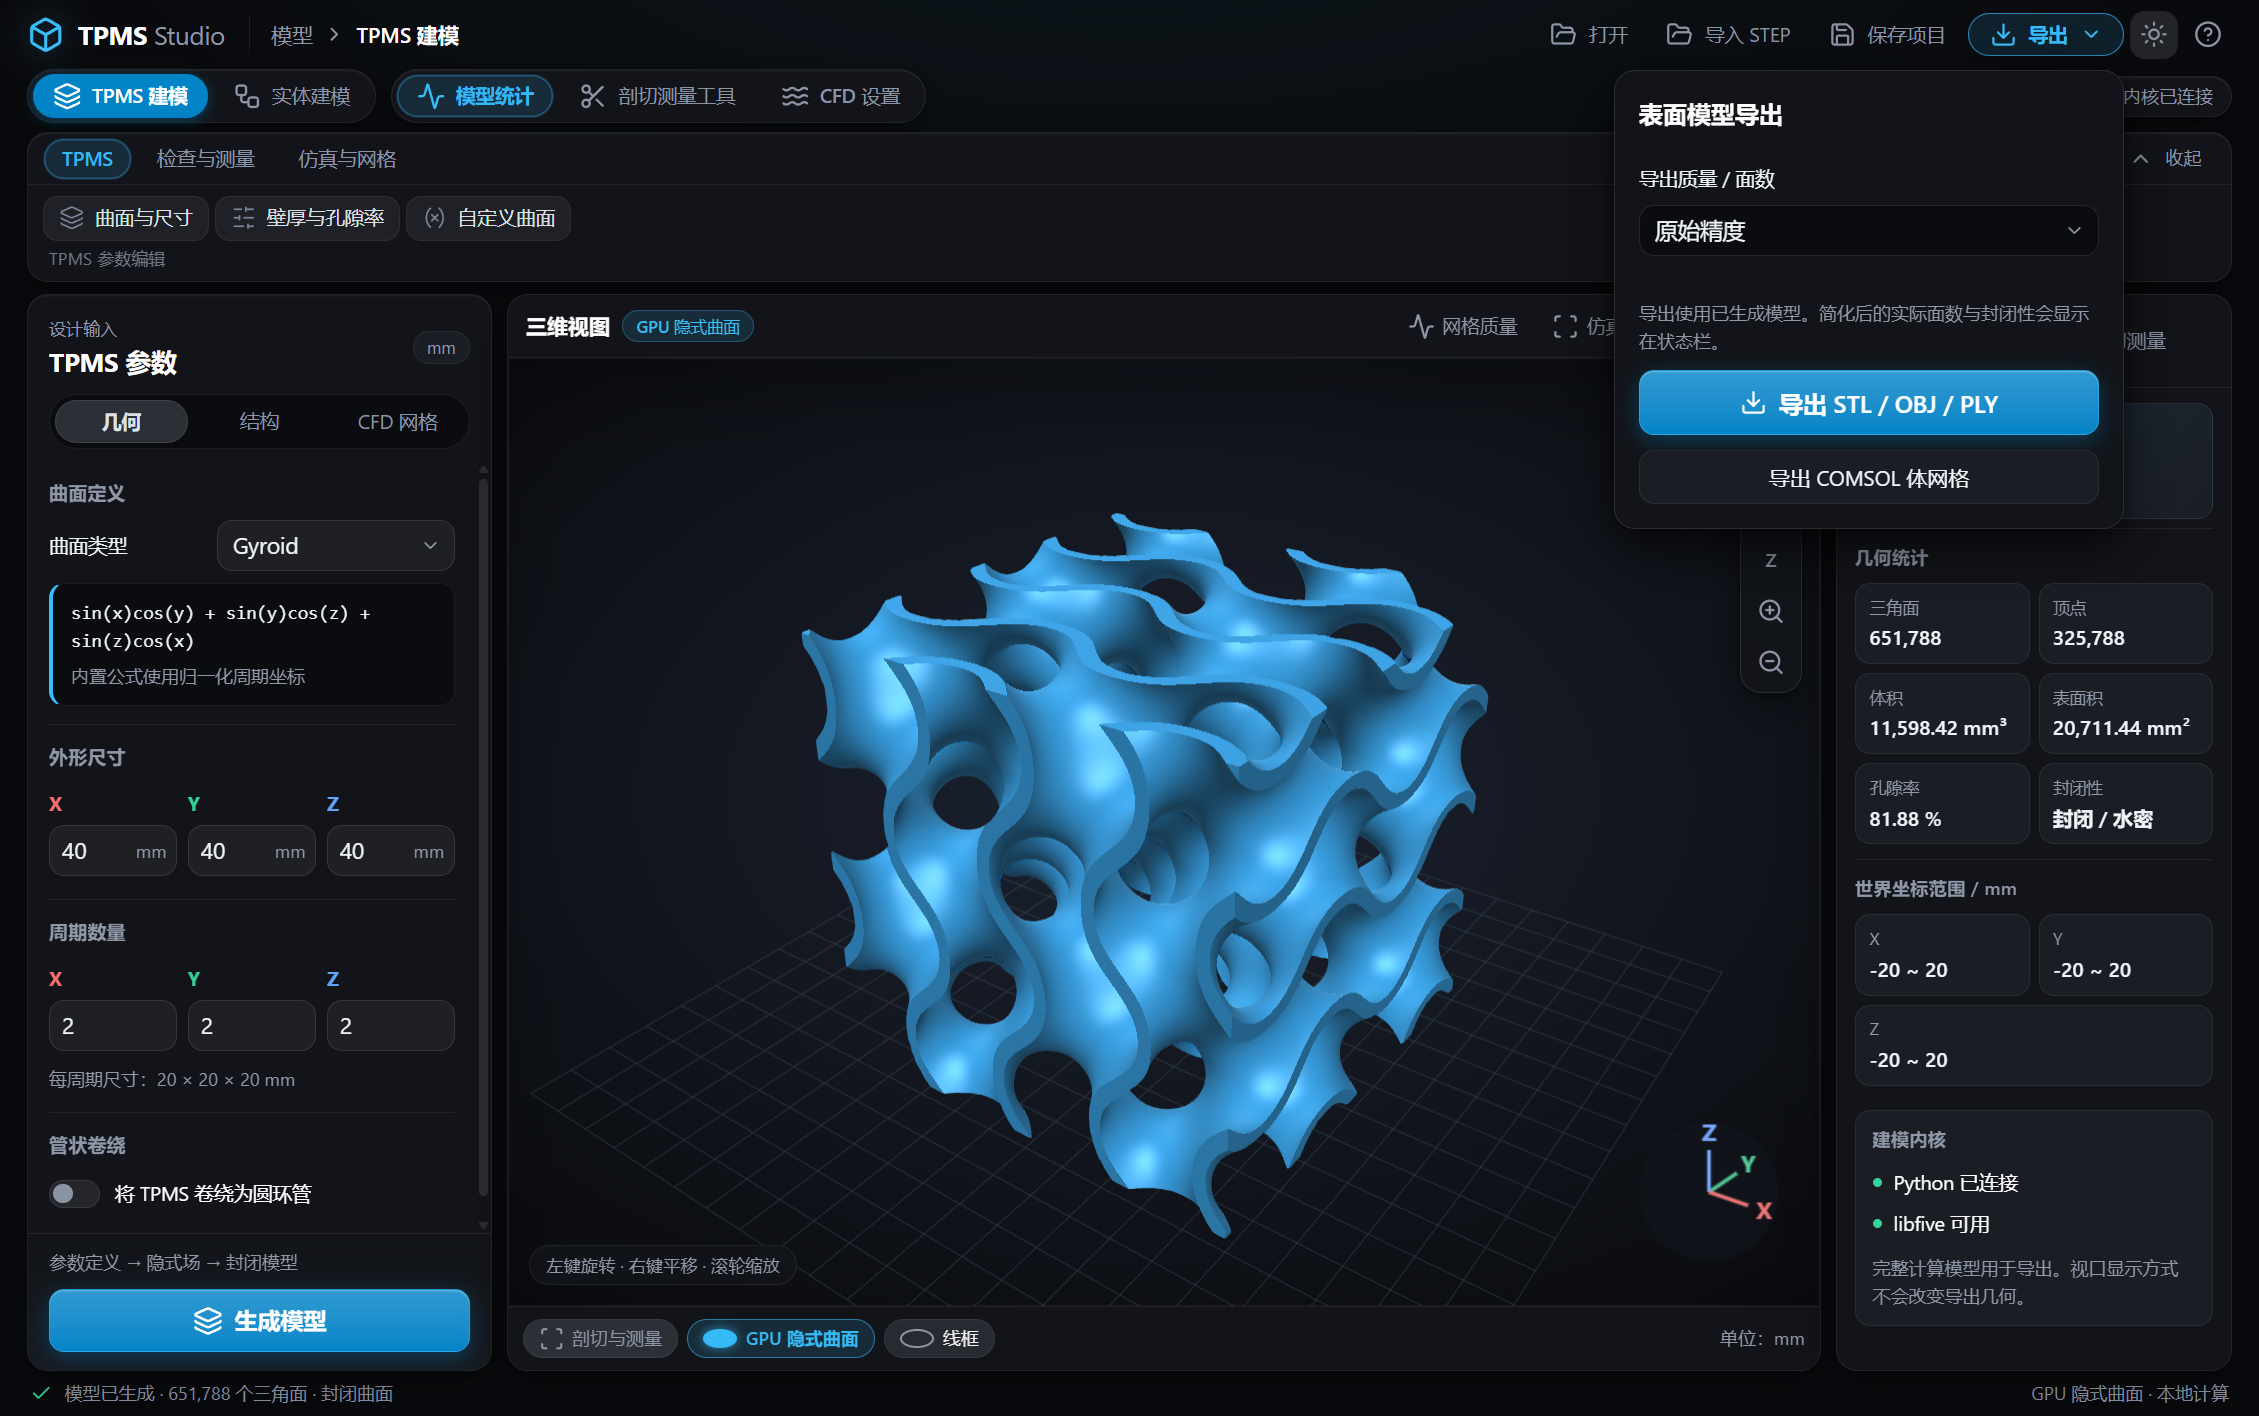 TPMS Studio
模型 > TPMS 建模
打开
导入 STEP
保存项目
导出
TPMS 建模
实体建模
模型统计
剖切测量工具
CFD 设置
内核已连接
TPMS
检查与测量
仿真与网格
收起
曲面与尺寸
壁厚与孔隙率
自定义曲面
TPMS 参数编辑
表面模型导出
导出质量 / 面数
原始精度
导出使用已生成模型。简化后的实际面数与封闭性会显示
在状态栏。
导出 STL / OBJ / PLY
导出 COMSOL 体网格
设计输入
TPMS 参数
mm
几何
结构
CFD 网格
曲面定义
曲面类型
Gyroid
sin(x)cos(y) + sin(y)cos(z) +
sin(z)cos(x)
内置公式使用归一化周期坐标
外形尺寸
X
Y
Z
40 mm
40 mm
40 mm
周期数量
X
Y
Z
2
2
2
每周期尺寸：20 × 20 × 20 mm
管状卷绕
将 TPMS 卷绕为圆环管
参数定义 → 隐式场 → 封闭模型
生成模型
三维视图
GPU 隐式曲面
网格质量
仿真
Z
Z
Y
X
左键旋转 · 右键平移 · 滚轮缩放
剖切与测量
GPU 隐式曲面
线框
单位：mm
测量
几何统计
三角面
651,788
顶点
325,788
体积
11,598.42 mm³
表面积
20,711.44 mm²
孔隙率
81.88 %
封闭性
封闭 / 水密
世界坐标范围 / mm
X
-20 ~ 20
Y
-20 ~ 20
Z
-20 ~ 20
建模内核
Python 已连接
libfive 可用
完整计算模型用于导出。视口显示方式
不会改变导出几何。
模型已生成 · 651,788 个三角面 · 封闭曲面
GPU 隐式曲面 · 本地计算